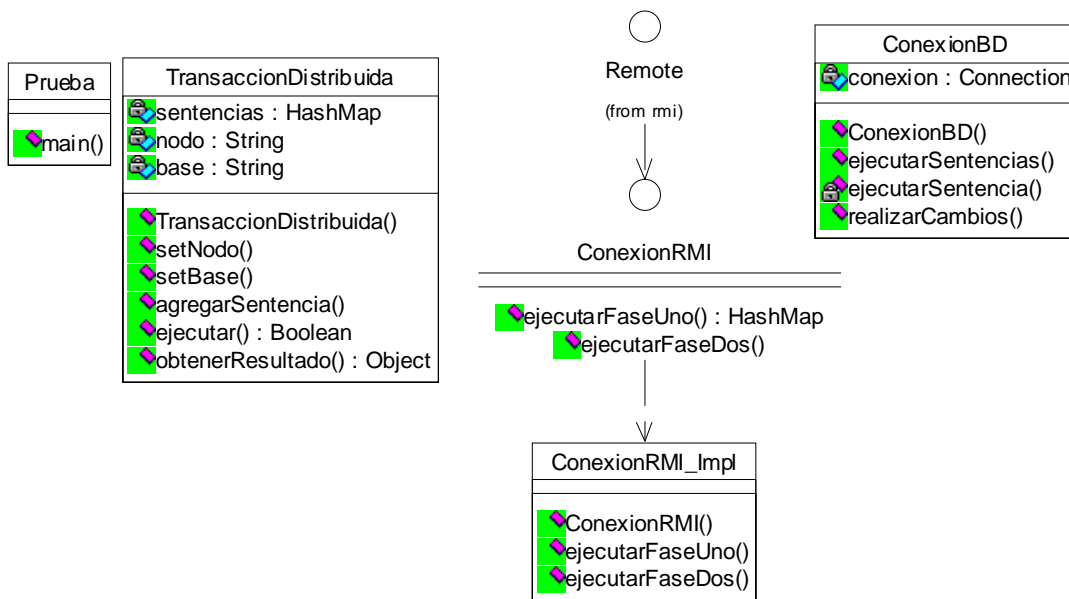 Prueba
main()
TransaccionDistribuida
sentencias : HashMap
nodo : String
base : String
TransaccionDistribuida()
setNodo()
setBase()
agregarSentencia()
ejecutar() : Boolean
obtenerResultado() : Object
Remote
(from rmi)
ConexionRMI
ejecutarFaseUno() : HashMap
ejecutarFaseDos()
ConexionRMI_Impl
ConexionRMI()
ejecutarFaseUno()
ejecutarFaseDos()
ConexionBD
conexion : Connection
ConexionBD()
ejecutarSentencias()
ejecutarSentencia()
realizarCambios()